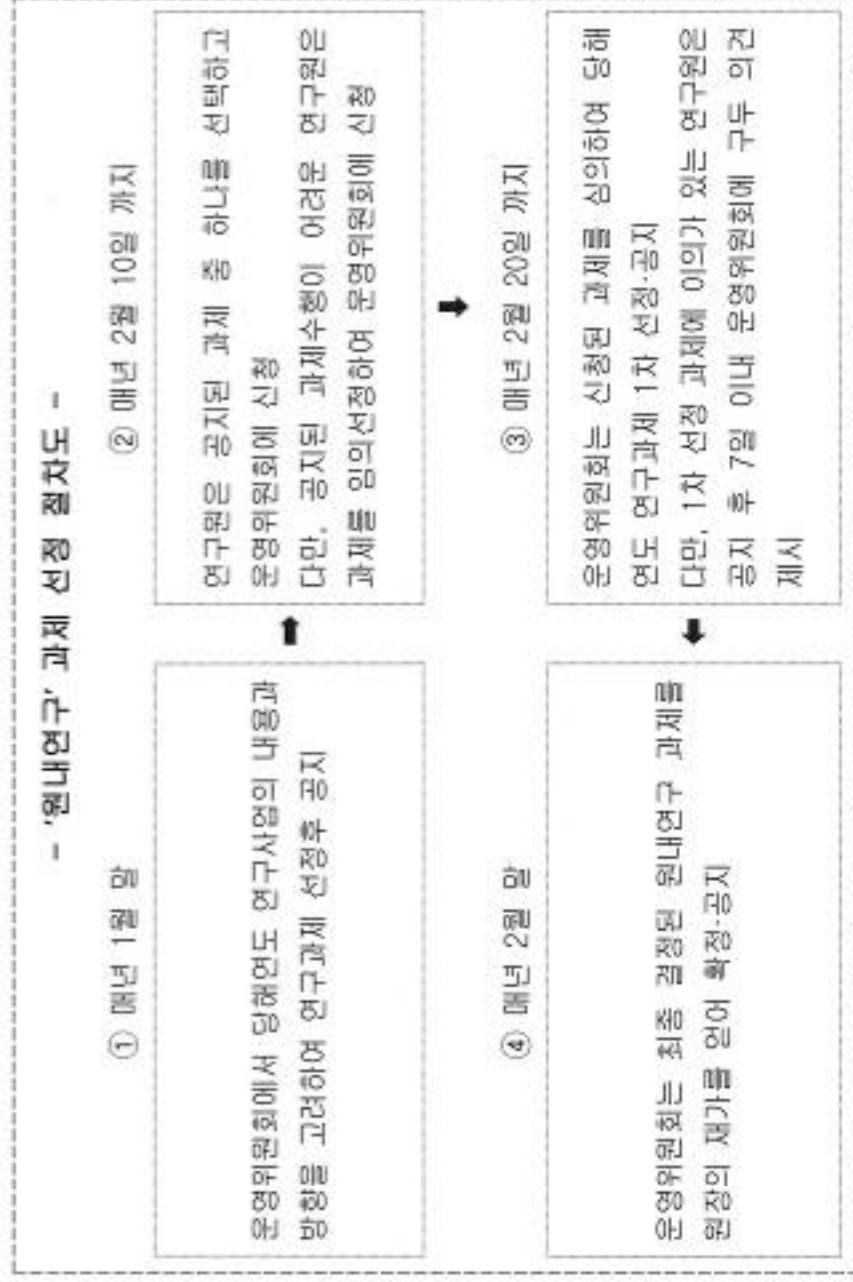 - '원내연구' 과제 선정 절차도 -
① 매년 1월 말
운영위원회에서 당해연도 연구사업의 내용과
방향을 고려하여 연구과제 선정후 공지
② 매년 2월 10일 까지
연구원은 공지된 과제 중 하나를 선택하고
운영위원회에 신청
다만, 공지된 과제수행이 어려운 연구원은
과제를 임의선정하여 운영위원회에 신청
③ 매년 2월 20일 까지
운영위원회는 신청된 과제를 심의하여 당해
연도 연구과제 1차 선정·공지
다만, 1차 선정 과제에 이의가 있는 연구원은
공지 후 7일 이내 운영위원회에 구두 의견
제시
④ 매년 2월 말
운영위원회는 최종 결정된 원내연구 과제를
원장의 재가를 얻어 확정·공지